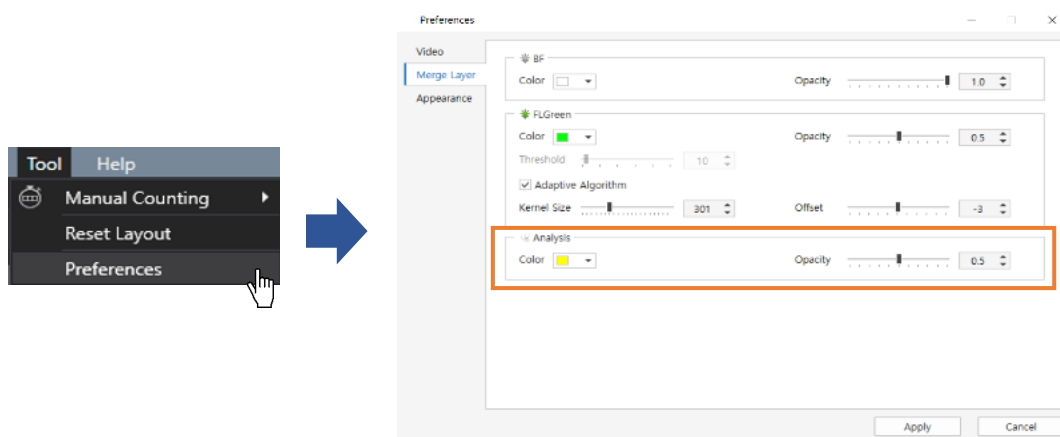 Tool Help
Manual Counting
Reset Layout
Preferences
Preferences
Video
Merge Layer
Appearance
BF
Color
Opacity 1.0
FLGreen
Color
Opacity 0.5
Threshold 10
Adaptive Algorithm
Kernel Size 301
Offset -3
Analysis
Color
Opacity 0.5
Apply
Cancel